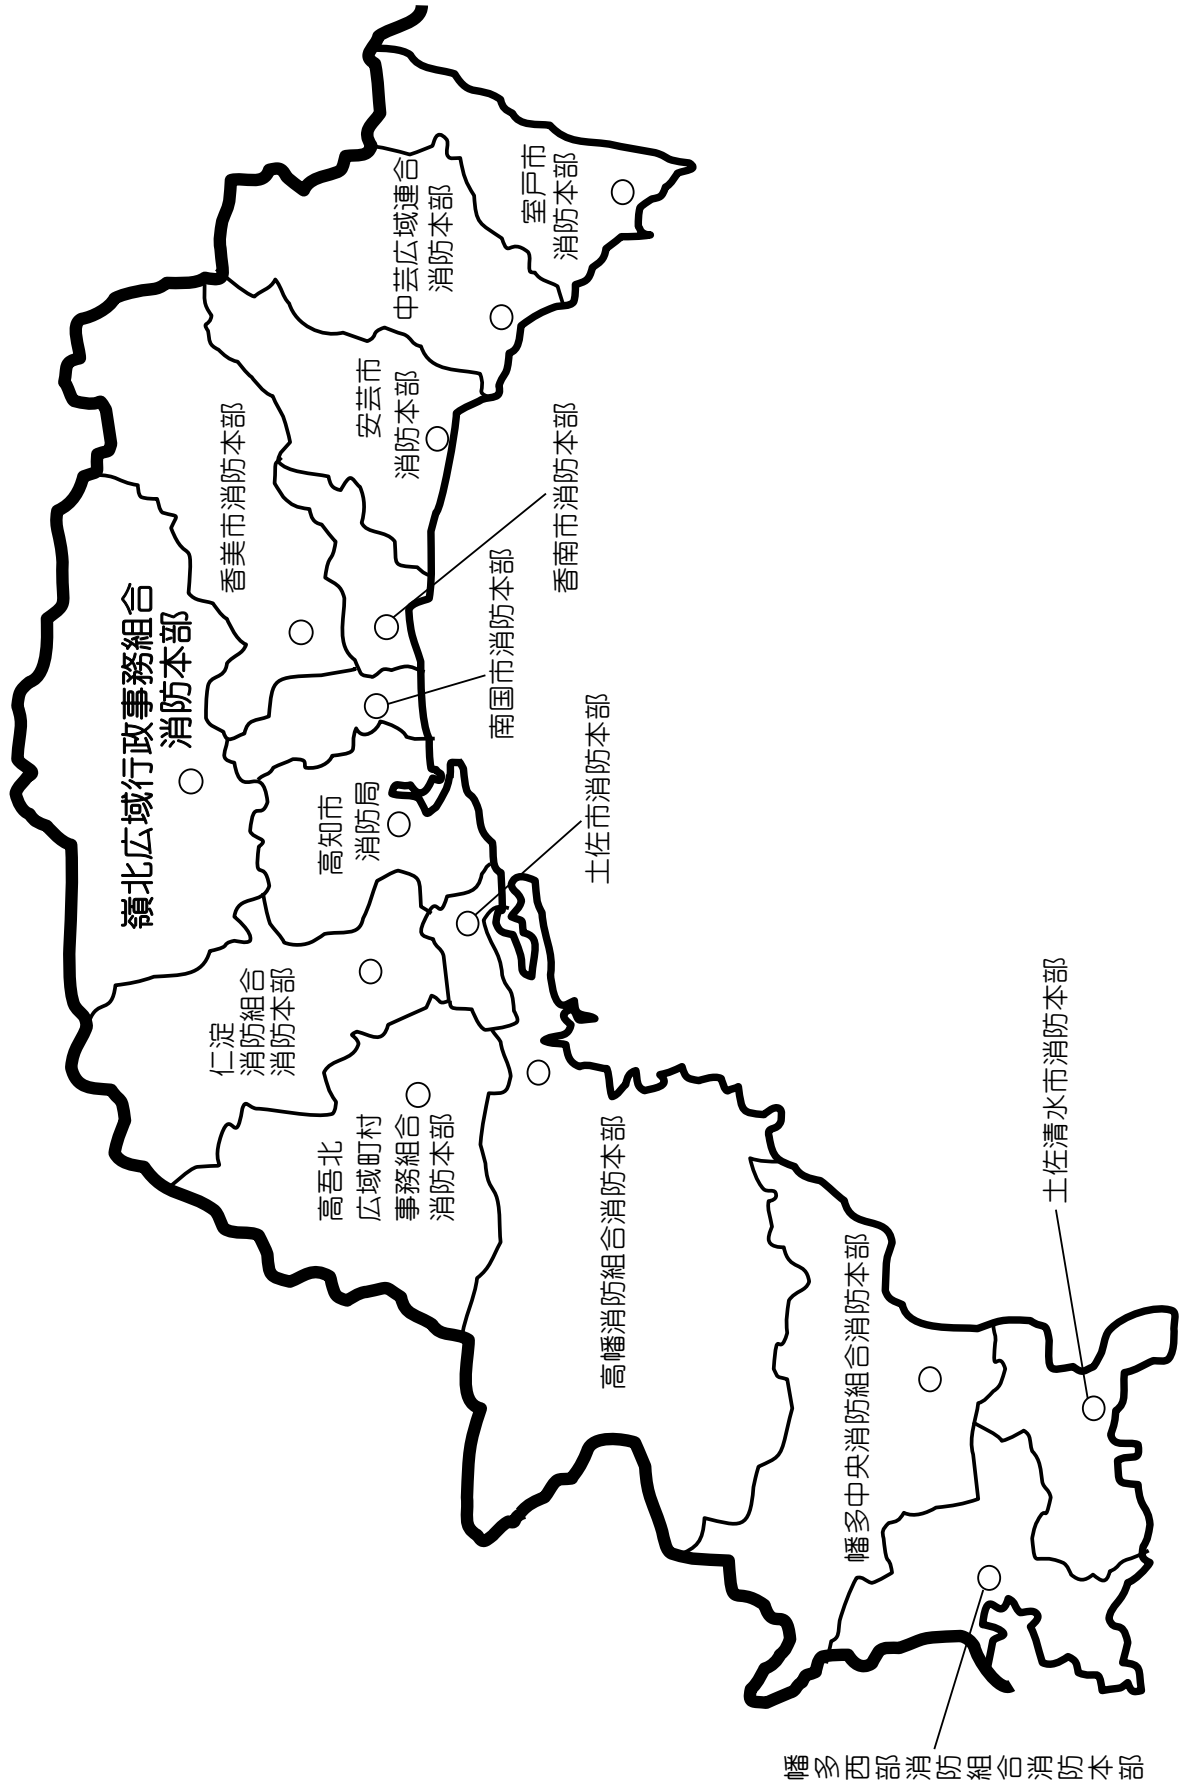 室戸市
消防本部
中芸広域連合
消防本部
安芸市
消防本部
香南市消防本部
香美市消防本部
南国市消防本部
嶺北広域行政事務組合
消防本部
高知市
消防局
土佐市消防本部
仁淀
消防組合
消防本部
高吾北
広域町村
事務組合
消防本部
高幡消防組合消防本部
幡多中央消防組合消防本部
土佐清水市消防本部
幡多西部消防組合消防本部